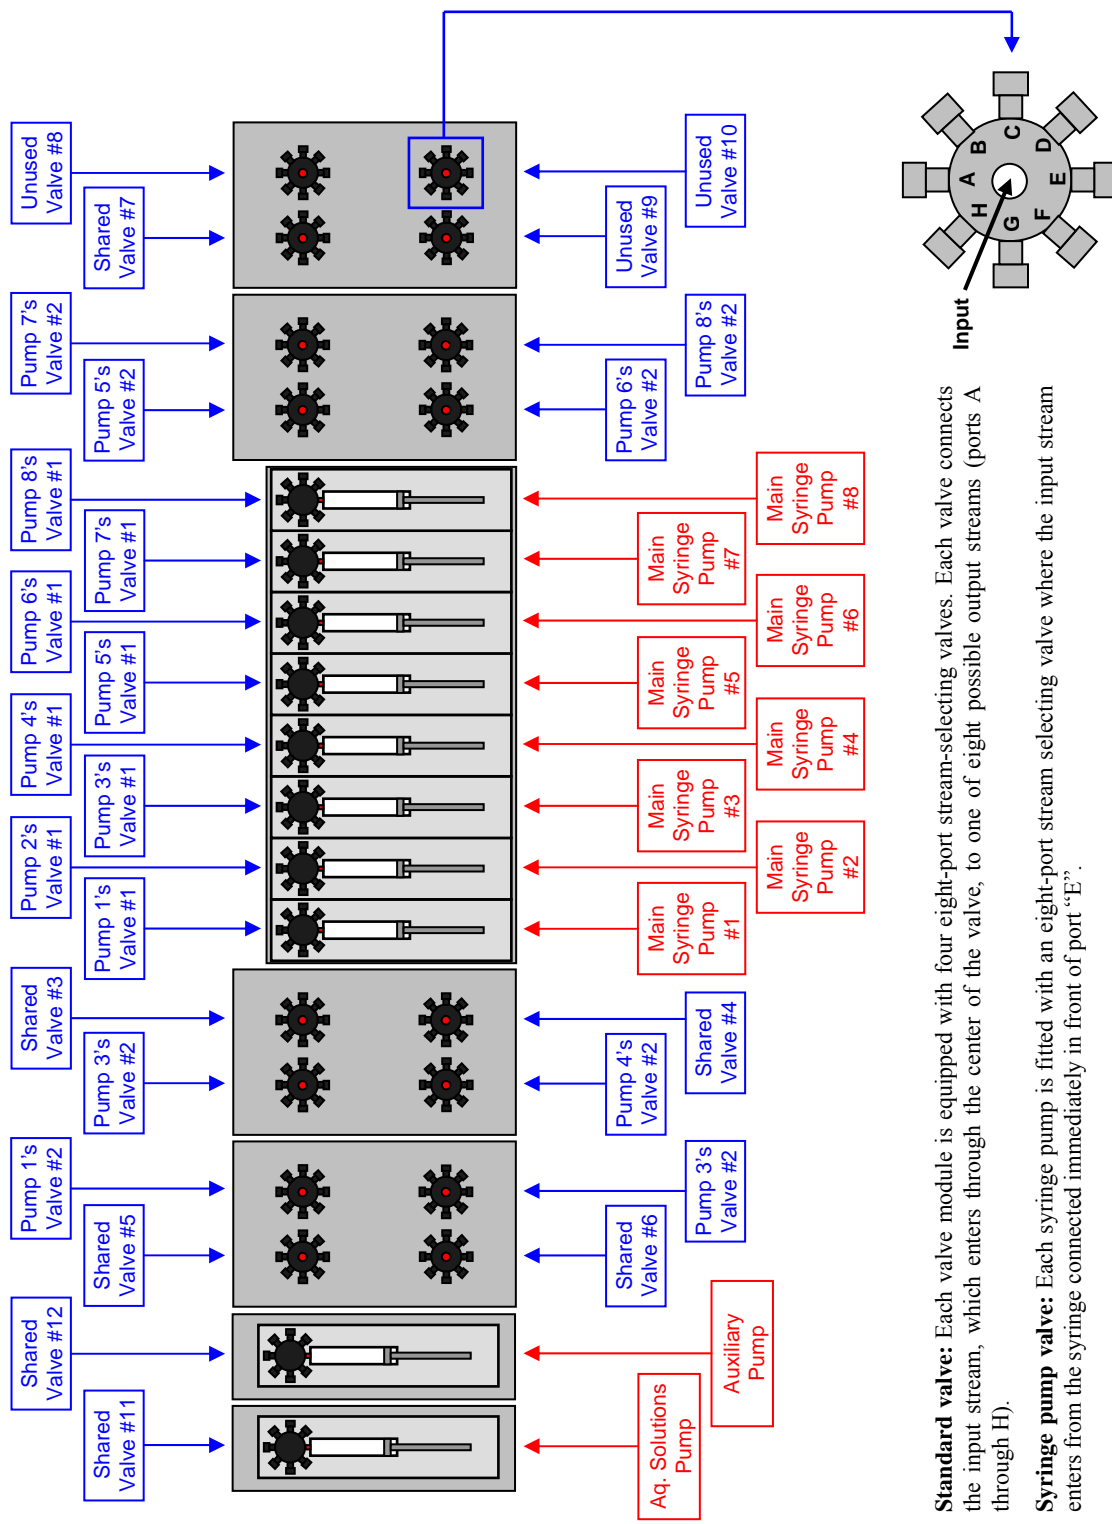 Shared
Valve #11
Shared
Valve #12
Shared
Valve #5
Pump 1's
Valve #2
Pump 3's
Valve #2
Shared
Valve #3
Pump 1's
Valve #1
Pump 2's
Valve #1
Pump 3's
Valve #1
Pump 4's
Valve #1
Pump 5's
Valve #1
Pump 6's
Valve #1
Pump 7's
Valve #1
Pump 8's
Valve #1
Pump 5's
Valve #2
Pump 7's
Valve #2
Shared
Valve #7
Unused
Valve #8
Aq. Solutions
Pump
Auxiliary
Pump
Shared
Valve #6
Pump 3's
Valve #2
Pump 4's
Valve #2
Shared
Valve #4
Main
Syringe
Pump
#1
Main
Syringe
Pump
#2
Main
Syringe
Pump
#3
Main
Syringe
Pump
#4
Main
Syringe
Pump
#5
Main
Syringe
Pump
#6
Main
Syringe
Pump
#7
Main
Syringe
Pump
#8
Pump 6's
Valve #2
Pump 8's
Valve #2
Unused
Valve #9
Unused
Valve #10
Input
A
B
C
D
E
F
G
H
Standard valve: Each valve module is equipped with four eight-port stream-selecting valves. Each valve connects
the input stream, which enters through the center of the valve, to one of eight possible output streams (ports A
through H).
Syringe pump valve: Each syringe pump is fitted with an eight-port stream selecting valve where the input stream
enters from the syringe connected immediately in front of port “E”.